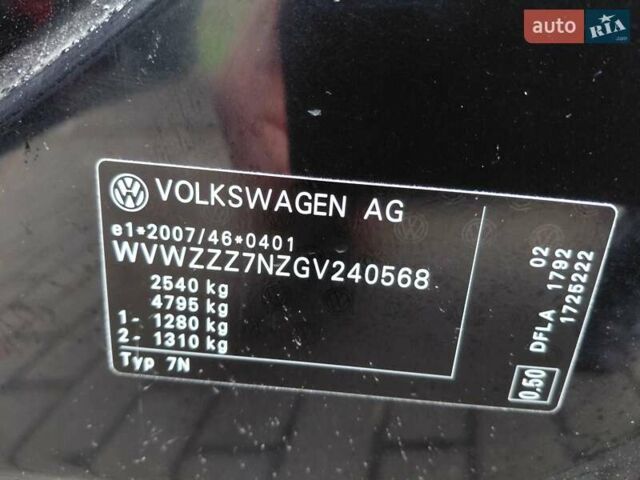 auto RIA
.com
VOLKSWAGEN AG
e1*2007/46*0401
WVWZZZ7NZGV240568
2540 kg
4795 kg
1- 1280 kg
2- 1310 kg
Typ 7N
02
DFLA 1792
1725222
0.50